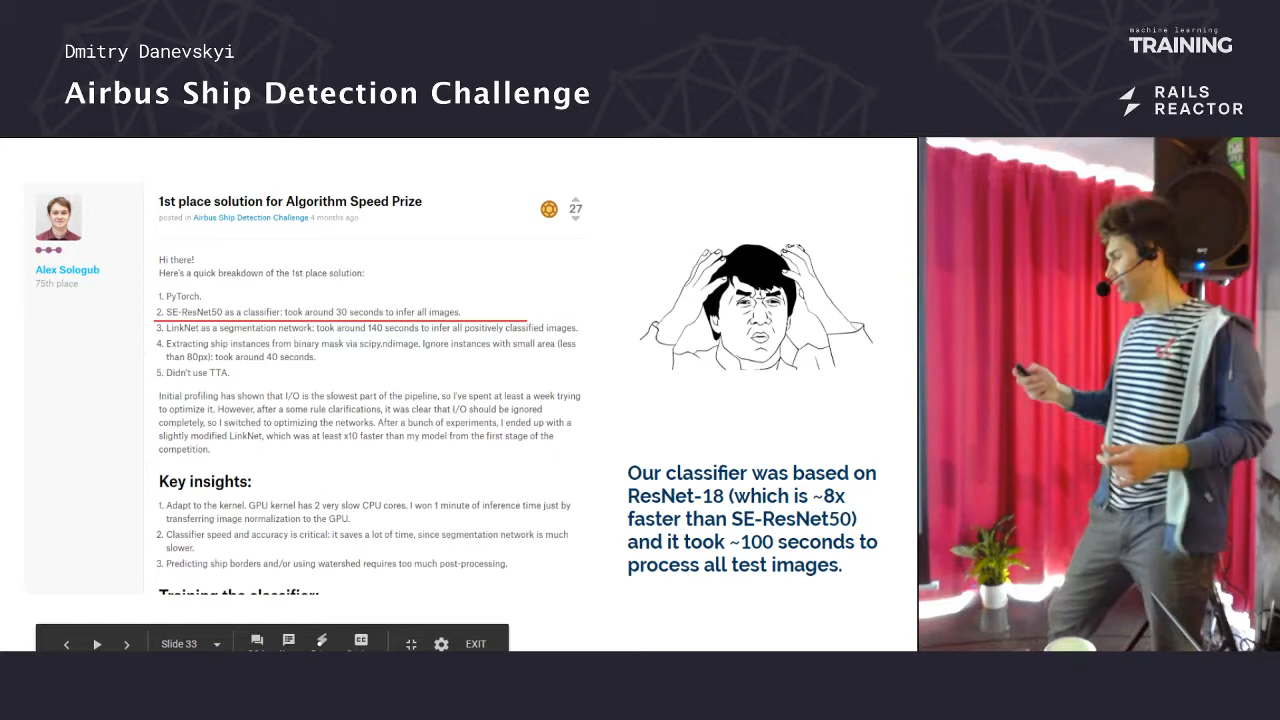 Dmitry Danevskyi
Airbus Ship Detection Challenge
machine learning
TRAINING
RAILS
REACTOR
1st place solution for Algorithm Speed Prize
posted in Airbus Ship Detection Challenge 4 months ago
27
Alex Sologub
75th place
Hi there!
Here's a quick breakdown of the 1st place solution:
1. PyTorch.
2. SE-ResNet50 as a classifier: took around 30 seconds to infer all images.
3. LinkNet as a segmentation network: took around 140 seconds to infer all positively classified images.
4. Extracting ship instances from binary mask via scipy.ndimage. Ignore instances with small area (less
than 80px): took around 40 seconds.
5. Didn't use TTA.
Initial profiling has shown that I/O is the slowest part of the pipeline, so I've spent at least a week trying
to optimize it. However, after a some rule clarifications, it was clear that I/O should be ignored
completely, so I switched to optimizing the networks. After a bunch of experiments, I ended up with a
slightly modified LinkNet, which was at least x10 faster than my model from the first stage of the
competition.
Key insights:
1. Adapt to the kernel. GPU kernel has 2 very slow CPU cores. I won 1 minute of inference time just by
transferring image normalization to the GPU.
2. Classifier speed and accuracy is critical: it saves a lot of time, since segmentation network is much
slower.
3. Predicting ship borders and/or using watershed requires too much post-processing.
Training the classifier:
Our classifier was based on
ResNet-18 (which is ~8x
faster than SE-ResNet50)
and it took ~100 seconds to
process all test images.
Slide 33
CC
EXIT